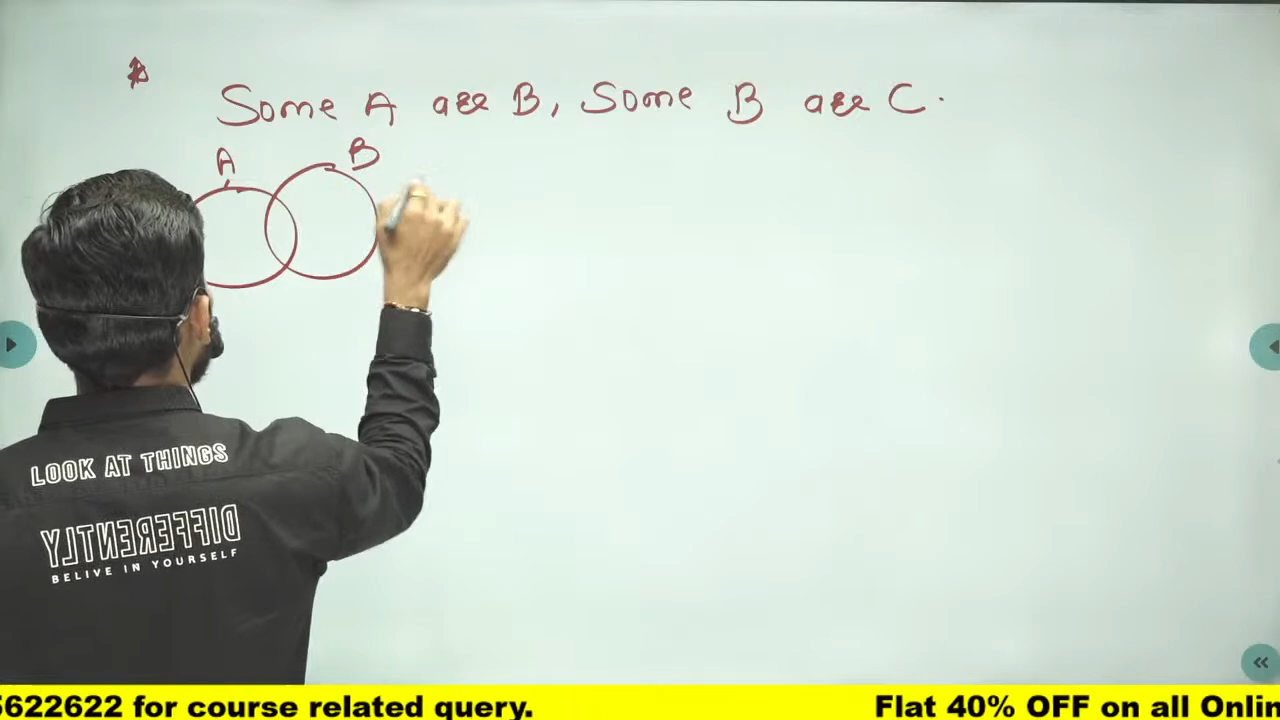 Some A are B, Some B are C.
A
B
LOOK AT THINGS
DIFFERENTLY
BELIVE IN YOURSELF
5622622 for course related query.
Flat 40% OFF on all Onlin